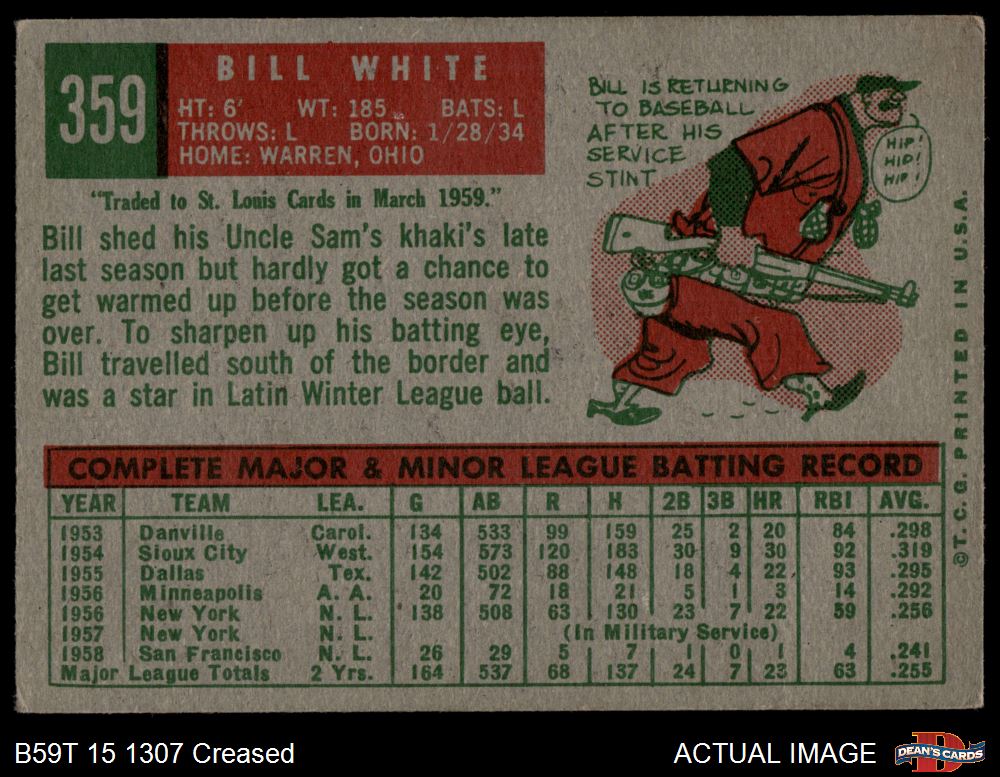 359
BILL WHITE
HT: 6' WT: 185 BATS: L
THROWS: L BORN: 1/28/34
HOME: WARREN, OHIO
"Traded to St. Louis Cards in March 1959."
Bill shed his Uncle Sam's khaki's late
last season but hardly got a chance to
get warmed up before the season was
over. To sharpen up his batting eye,
Bill travelled south of the border and
was a star in Latin Winter League ball.
BILL IS RETURNING
TO BASEBALL
AFTER HIS
SERVICE
STINT
HIP!
HIP!
HIP!
COMPLETE MAJOR & MINOR LEAGUE BATTING RECORD
YEAR TEAM LEA. G AB R H 2B 3B HR RBI AVG.
1953 Danville Carol. 134 533 99 159 25 2 20 84 .298
1954 Sioux City West. 154 573 120 183 30 9 30 92 .319
1955 Dallas Tex. 142 502 88 148 18 4 22 93 .295
1956 Minneapolis A. A. 20 72 18 21 5 1 3 14 .292
1956 New York N. L. 138 508 63 130 23 7 22 59 .256
1957 New York N. L. (In Military Service)
1958 San Francisco N. L. 26 29 5 7 1 0 1 4 .241
Major League Totals 2 Yrs. 164 537 68 137 24 7 23 63 .255
©T. C. G. PRINTED IN U.S.A.
B59T 15 1307 Creased
ACTUAL IMAGE
D
DEAN'S CARDS